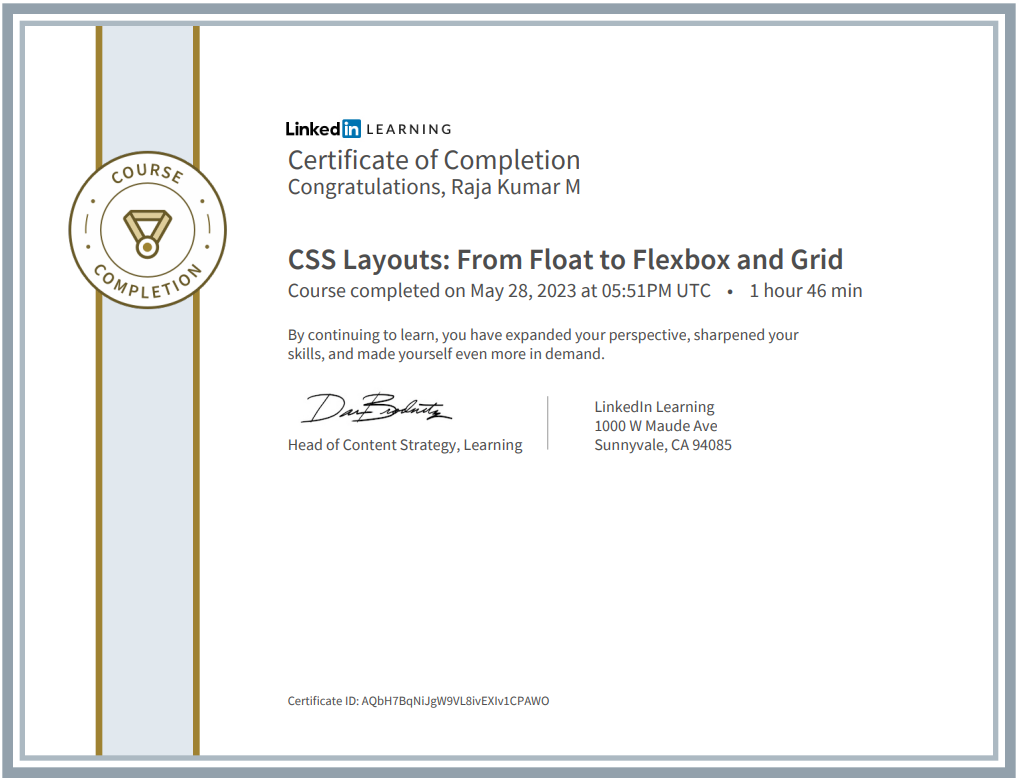 COURSE
COMPLETION
Linked in LEARNING
Certificate of Completion
Congratulations, Raja Kumar M
CSS Layouts: From Float to Flexbox and Grid
Course completed on May 28, 2023 at 05:51PM UTC • 1 hour 46 min
By continuing to learn, you have expanded your perspective, sharpened your
skills, and made yourself even more in demand.
Head of Content Strategy, Learning
LinkedIn Learning
1000 W Maude Ave
Sunnyvale, CA 94085
Certificate ID: AQbH7BqNiJgW9VL8ivEXIv1CPAWO